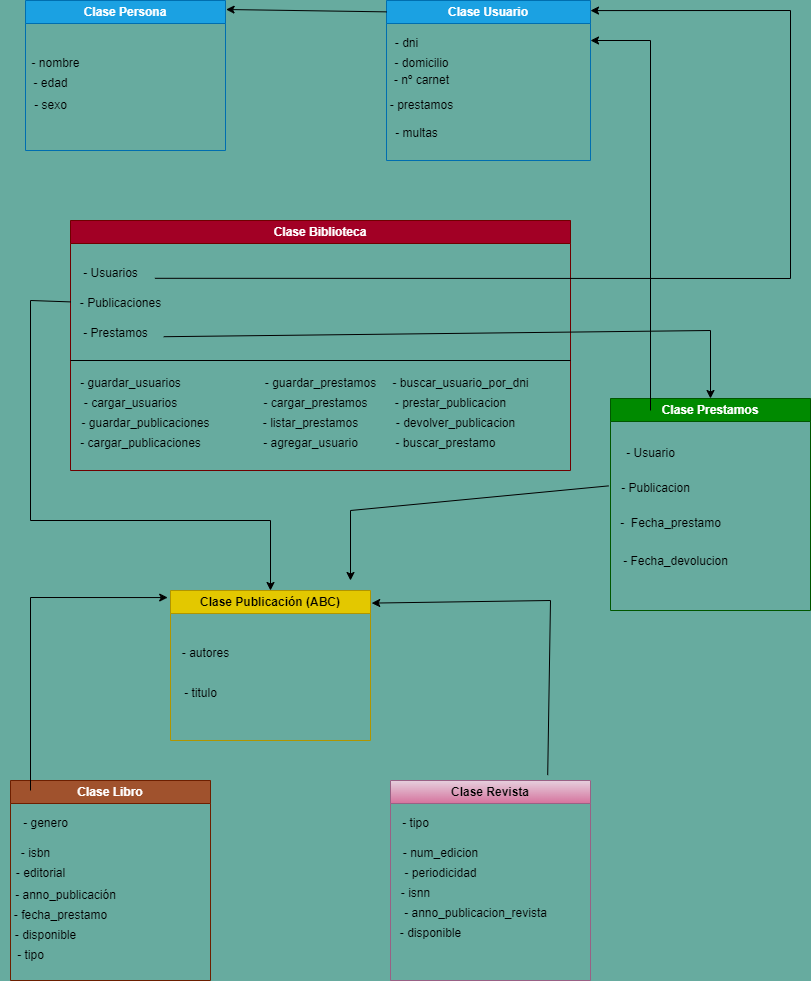 Clase Persona
- nombre
- edad
- sexo
Clase Usuario
- dni
- domicilio
- nº carnet
- prestamos
- multas
Clase Biblioteca
- Usuarios
- Publicaciones
- Prestamos
- guardar_usuarios
- cargar_usuarios
- guardar_publicaciones
- cargar_publicaciones
- guardar_prestamos
- cargar_prestamos
- listar_prestamos
- agregar_usuario
- buscar_usuario_por_dni
- prestar_publicacion
- devolver_publicacion
- buscar_prestamo
Clase Prestamos
- Usuario
- Publicacion
- Fecha_prestamo
- Fecha_devolucion
Clase Publicación (ABC)
- autores
- titulo
Clase Libro
- genero
- isbn
- editorial
- anno_publicación
- fecha_prestamo
- disponible
- tipo
Clase Revista
- tipo
- num_edicion
- periodicidad
- isnn
- anno_publicacion_revista
- disponible